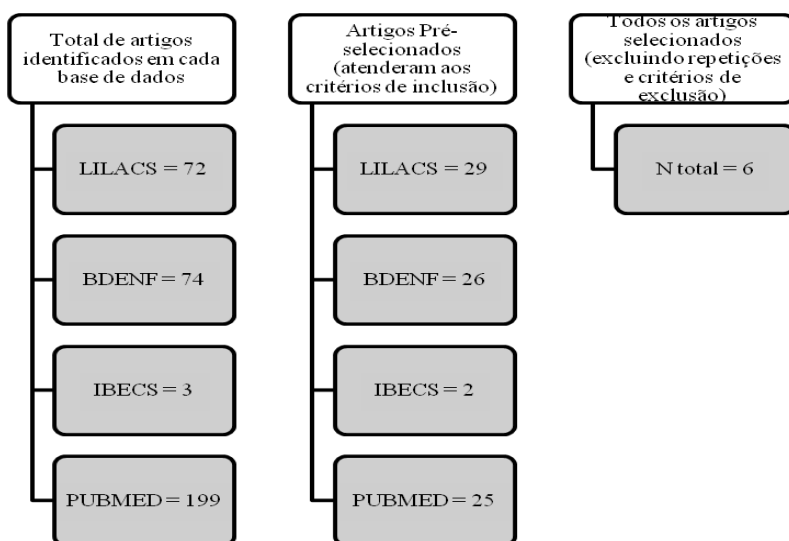 Total de artigos
identificados em cada
base de dados
LILACS = 72
BDENF = 74
IBECS = 3
PUBMED = 199
Artigos Pré-
selecionados
(atenderam aos
critérios de inclusão)
LILACS = 29
BDENF = 26
IBECS = 2
PUBMED = 25
Todos os artigos
selecionados
(excluindo repetições
e critérios de
exclusão)
N total = 6